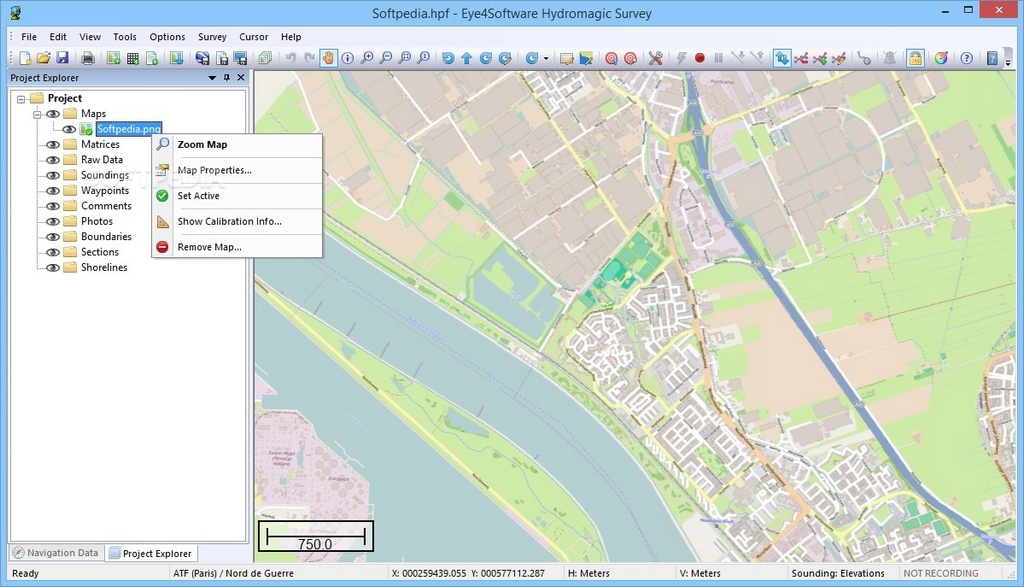 Softpedia.hpf - Eye4Software Hydromagic Survey
File Edit View Tools Options Survey Cursor Help
Project Explorer
Project
Maps
Softpedia.png
Matrices
Raw Data
Soundings
Waypoints
Comments
Photos
Boundaries
Sections
Shorelines
Zoom Map
Map Properties...
Set Active
Show Calibration Info...
Remove Map...
750.0
Navigation Data
Project Explorer
Ready
ATF (Paris) / Nord de Guerre
X: 000259439.055 Y: 000577112.287
H: Meters
V: Meters
Sounding: Elevations
NOT RECORDING